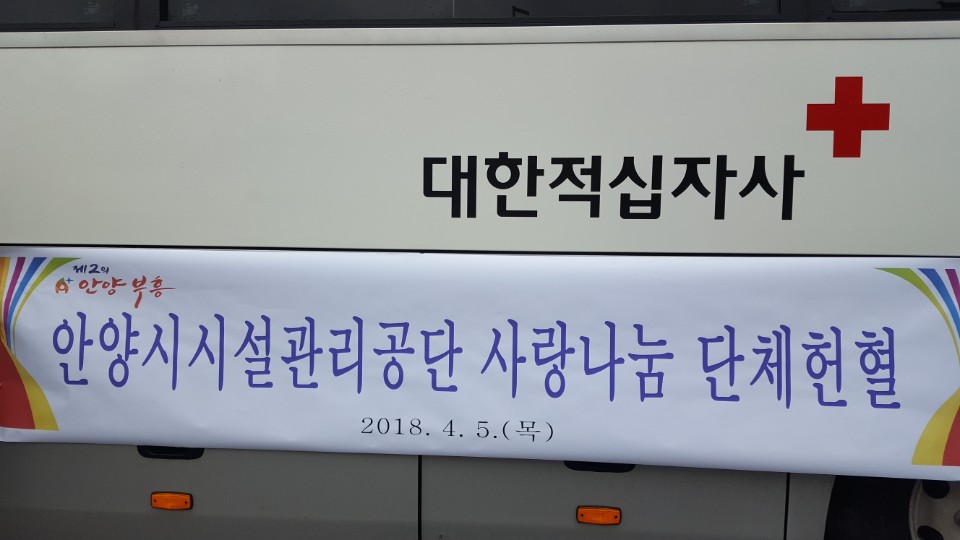 대한적십자사
제2의
A+ 안양 부흥
안양시시설관리공단 사랑나눔 단체헌혈
2018. 4. 5.(목)